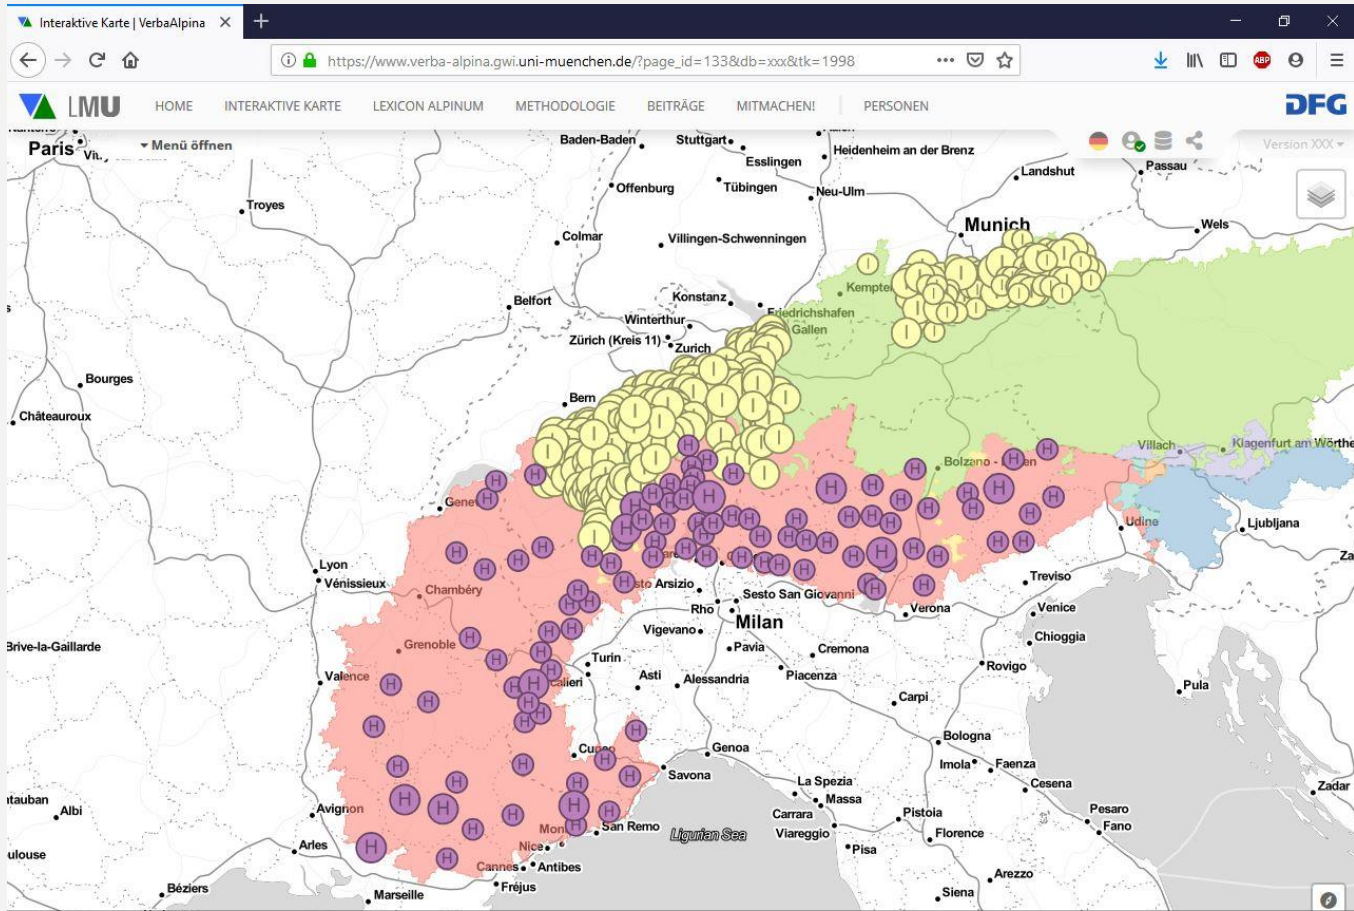 Interaktive Karte | VerbaAlpina
https://www.verba-alpina.gwi.uni-muenchen.de/?page_id=133&db=xxx&tk=1998
ABP
LMU HOME INTERAKTIVE KARTE LEXICON ALPINUM METHODOLOGIE BEITRÄGE MITMACHEN! PERSONEN DFG
Paris
Menü öffnen
Baden-Baden
Stuttgart
Heidenheim an der Brenz
Version XXX
Esslingen
Landshut
Passau
Offenburg
Tübingen
Neu-Ulm
Troyes
Munich
Wels
Colmar
Villingen-Schwenningen
Belfort
Konstanz
Friedrichshafen
Winterthur
Gallen
Zürich (Kreis 11)
Zurich
Bourges
Bern
Châteauroux
Villach
Klagenfurt am Wörthe
Udine
Ljubljana
Za
Lyon
Vénissieux
Chambéry
sto Arsizio
Sesto San Giovanni
Treviso
Rho
Verona
Venice
Vigevano
Milan
Chioggia
Brive-la-Gaillarde
Grenoble
Pavia
Cremona
Turin
Rovigo
Valence
Asti
Alessandria
Piacenza
Pula
calieri
Carpi
Bologna
Genoa
Imola
Faenza
Savona
La Spezia
Cesena
Massa
Zadar
ntauban
Albi
Avignon
Carrara
Pistoia
Pesaro
San Remo
Ligurian Sea
Viareggio
Fano
Florence
Arles
Nice
Pisa
ulouse
Cannes
Antibes
Arezzo
Béziers
Marseille
Fréjus
Siena